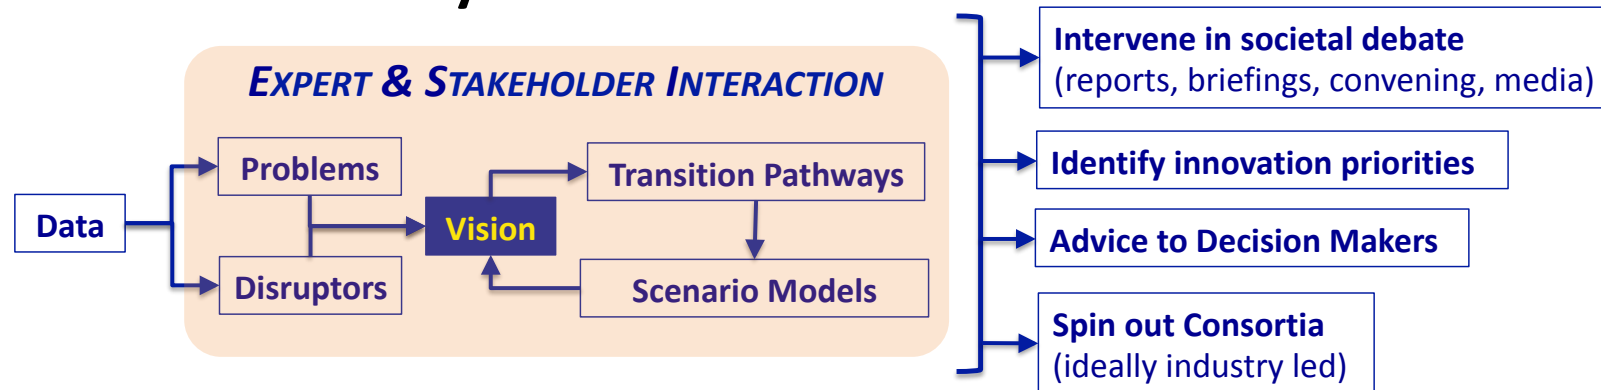 EXPERT & STAKEHOLDER INTERACTION
Data
Problems
Disruptors
Vision
Transition Pathways
Scenario Models
Intervene in societal debate
(reports, briefings, convening, media)
Identify innovation priorities
Advice to Decision Makers
Spin out Consortia
(ideally industry led)